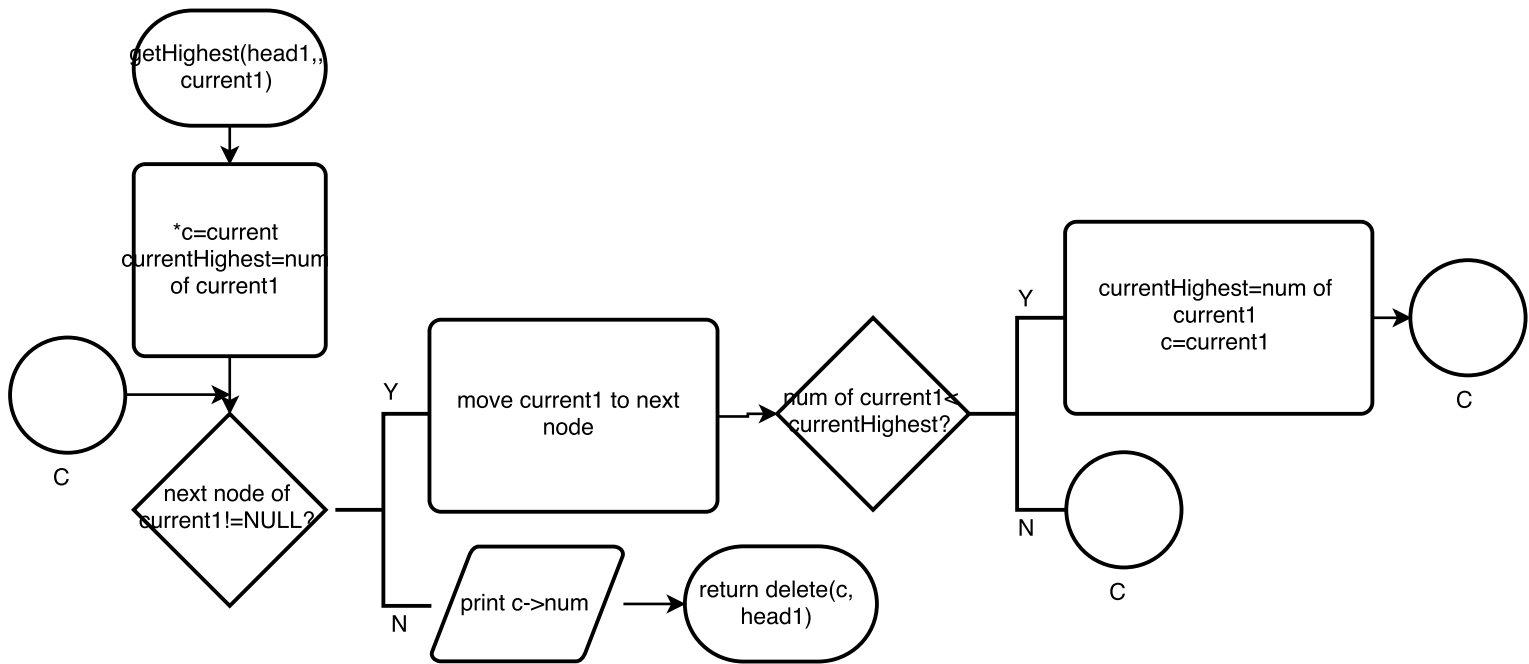 getHighest(head1,,
current1)
*c=current
currentHighest=num
of current1
C
next node of
current1!=NULL?
Y
move current1 to next
node
num of current1<
currentHighest?
Y
currentHighest=num of
current1
c=current1
C
N
C
N
print c->num
return delete(c,
head1)